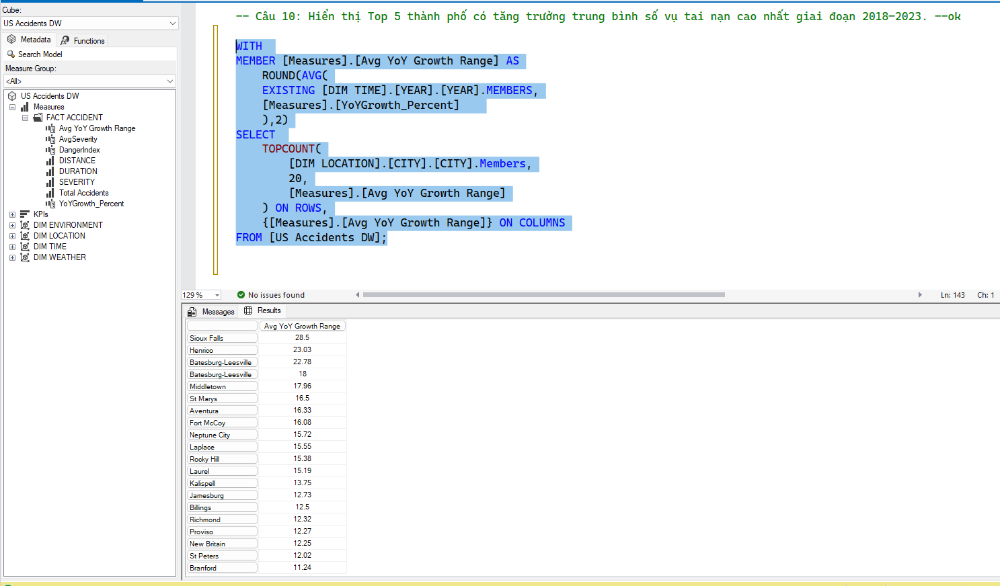 Cube:
US Accidents DW
Metadata
Functions
Search Model
Measure Group:
<All>
US Accidents DW
Measures
FACT ACCIDENT
Avg YoY Growth Range
AvgSeverity
DangerIndex
DISTANCE
DURATION
SEVERITY
Total Accidents
YoYGrowth_Percent
KPIs
DIM ENVIRONMENT
DIM LOCATION
DIM TIME
DIM WEATHER
-- Câu 10: Hiển thị Top 5 thành phố có tăng trưởng trung bình số vụ tai nạn cao nhất giai đoạn 2018-2023. --ok
WITH
MEMBER [Measures].[Avg YoY Growth Range] AS
ROUND(AVG(
EXISTING [DIM TIME].[YEAR].[YEAR].MEMBERS,
[Measures].[YoYGrowth_Percent]
),2)
SELECT
TOPCOUNT(
[DIM LOCATION].[CITY].[CITY].Members,
20,
[Measures].[Avg YoY Growth Range]
) ON ROWS,
{[Measures].[Avg YoY Growth Range]} ON COLUMNS
FROM [US Accidents DW];
129 %
No issues found
Ln: 143 Ch: 1
Messages
Results
Avg YoY Growth Range
Sioux Falls 28.5
Henrico 23.03
Batesburg-Leesville 22.78
Batesburg-Leesville 18
Middletown 17.96
St Marys 16.5
Aventura 16.33
Fort McCoy 16.08
Neptune City 15.72
Laplace 15.55
Rocky Hill 15.38
Laurel 15.19
Kalispell 13.75
Jamesburg 12.73
Billings 12.5
Richmond 12.32
Proviso 12.27
New Britain 12.25
St Peters 12.02
Branford 11.24